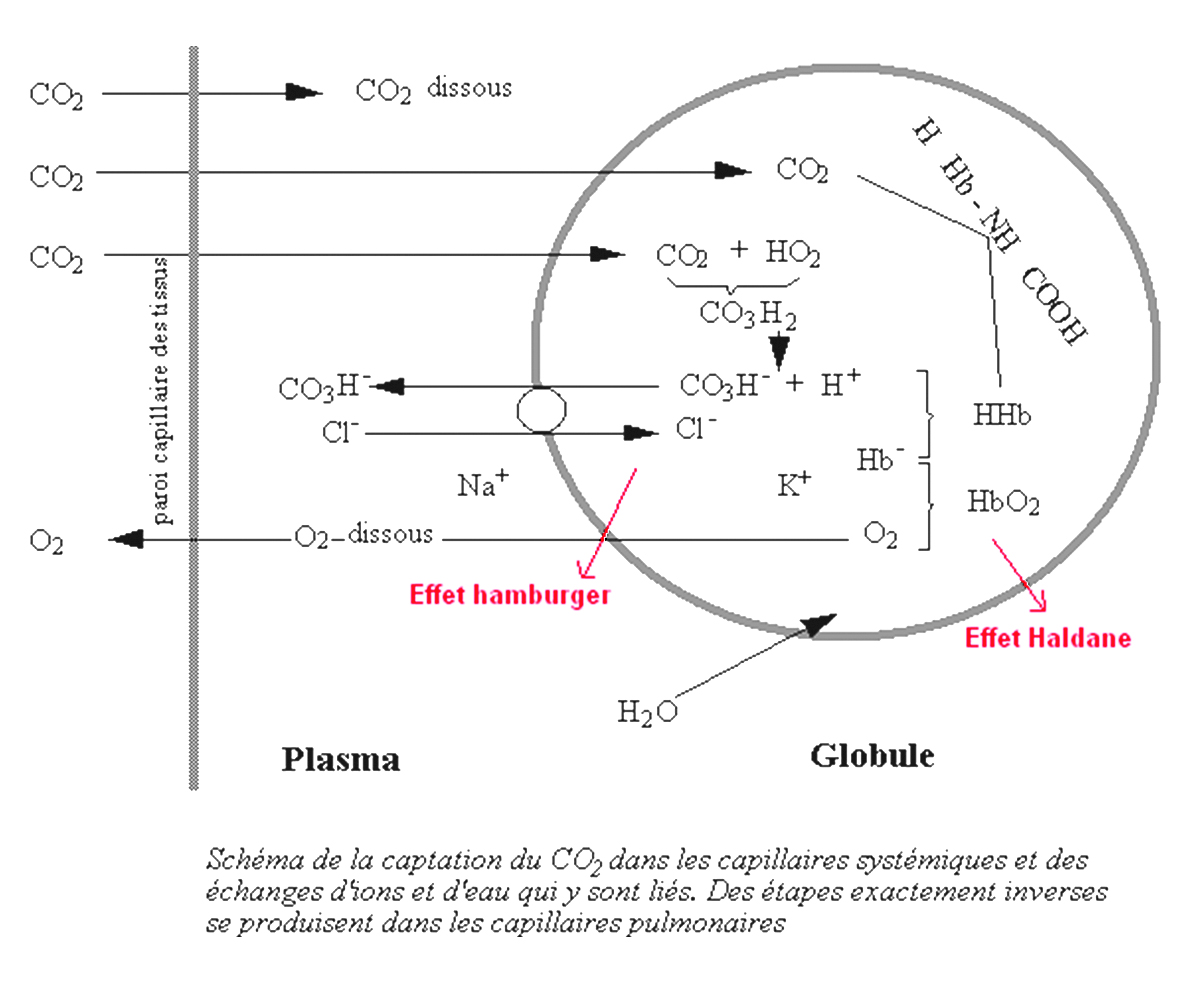 CO2 CO2 dissous
CO2 CO2
H Hb - NH COOH
CO2 CO2 + HO2
CO3H2
CO3H- CO3H- + H+
HHb
Cl- Cl-
Hb-
Na+ K+
HbO2
O2 O2 dissous O2
paroi capillaire des tissus
Effet hamburger
Effet Haldane
H2O
Plasma Globule
Schéma de la captation du CO2 dans les capillaires systémiques et des
échanges d'ions et d'eau qui y sont liés. Des étapes exactement inverses
se produisent dans les capillaires pulmonaires